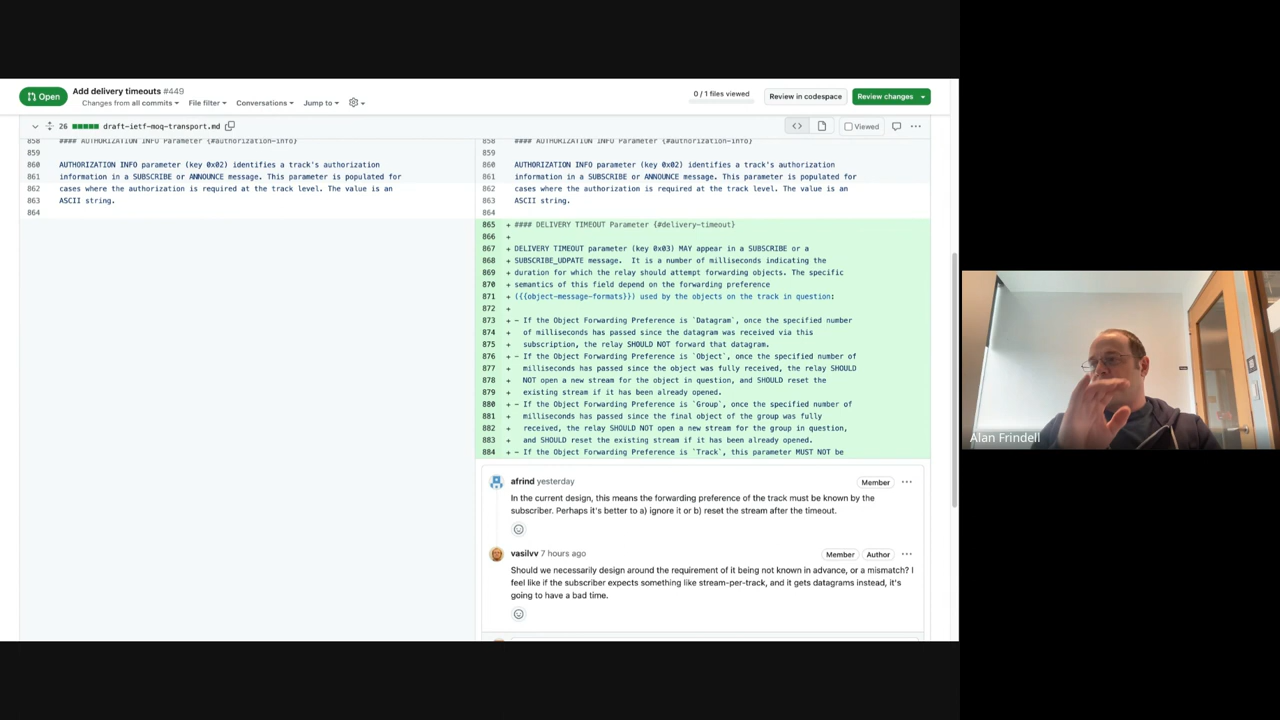 Open
Add delivery timeouts #449
Changes from all commits
File filter
Conversations
Jump to
0 / 1 files viewed
Review in codespace
Review changes
26
draft-ietf-moq-transport.md
Viewed
858 #### AUTHORIZATION INFO Parameter {#authorization-info}
859
860 AUTHORIZATION INFO parameter (key 0x02) identifies a track's authorization
861 information in a SUBSCRIBE or ANNOUNCE message. This parameter is populated for
862 cases where the authorization is required at the track level. The value is an
863 ASCII string.
864
858 #### AUTHORIZATION INFO Parameter {#authorization-info}
859
860 AUTHORIZATION INFO parameter (key 0x02) identifies a track's authorization
861 information in a SUBSCRIBE or ANNOUNCE message. This parameter is populated for
862 cases where the authorization is required at the track level. The value is an
863 ASCII string.
864
865 + #### DELIVERY TIMEOUT Parameter {#delivery-timeout}
866 +
867 + DELIVERY TIMEOUT parameter (key 0x03) MAY appear in a SUBSCRIBE or a
868 + SUBSCRIBE_UDPATE message.  It is a number of milliseconds indicating the
869 + duration for which the relay should attempt forwarding objects. The specific
870 + semantics of this field depend on the forwarding preference
871 + ({{object-message-formats}}) used by the objects on the track in question:
872 +
873 + - If the Object Forwarding Preference is `Datagram`, once the specified number
874 + of milliseconds has passed since the datagram was received via this
875 + subscription, the relay SHOULD NOT forward that datagram.
876 + - If the Object Forwarding Preference is `Object`, once the specified number of
877 + milliseconds has passed since the object was fully received, the relay SHOULD
878 + NOT open a new stream for the object in question, and SHOULD reset the
879 + existing stream if it has been already opened.
880 + - If the Object Forwarding Preference is `Group`, once the specified number of
881 + milliseconds has passed since the final object of the group was fully
882 + received, the relay SHOULD NOT open a new stream for the group in question,
883 + and SHOULD reset the existing stream if it has been already opened.
884 + - If the Object Forwarding Preference is `Track`, this parameter MUST NOT be
afrind yesterday
Member
In the current design, this means the forwarding preference of the track must be known by the
subscriber. Perhaps it's better to a) ignore it or b) reset the stream after the timeout.
vasilvv 7 hours ago
Member
Author
Should we necessarily design around the requirement of it being not known in advance, or a mismatch? I
feel like if the subscriber expects something like stream-per-track, and it gets datagrams instead, it's
going to have a bad time.
Alan Frindell